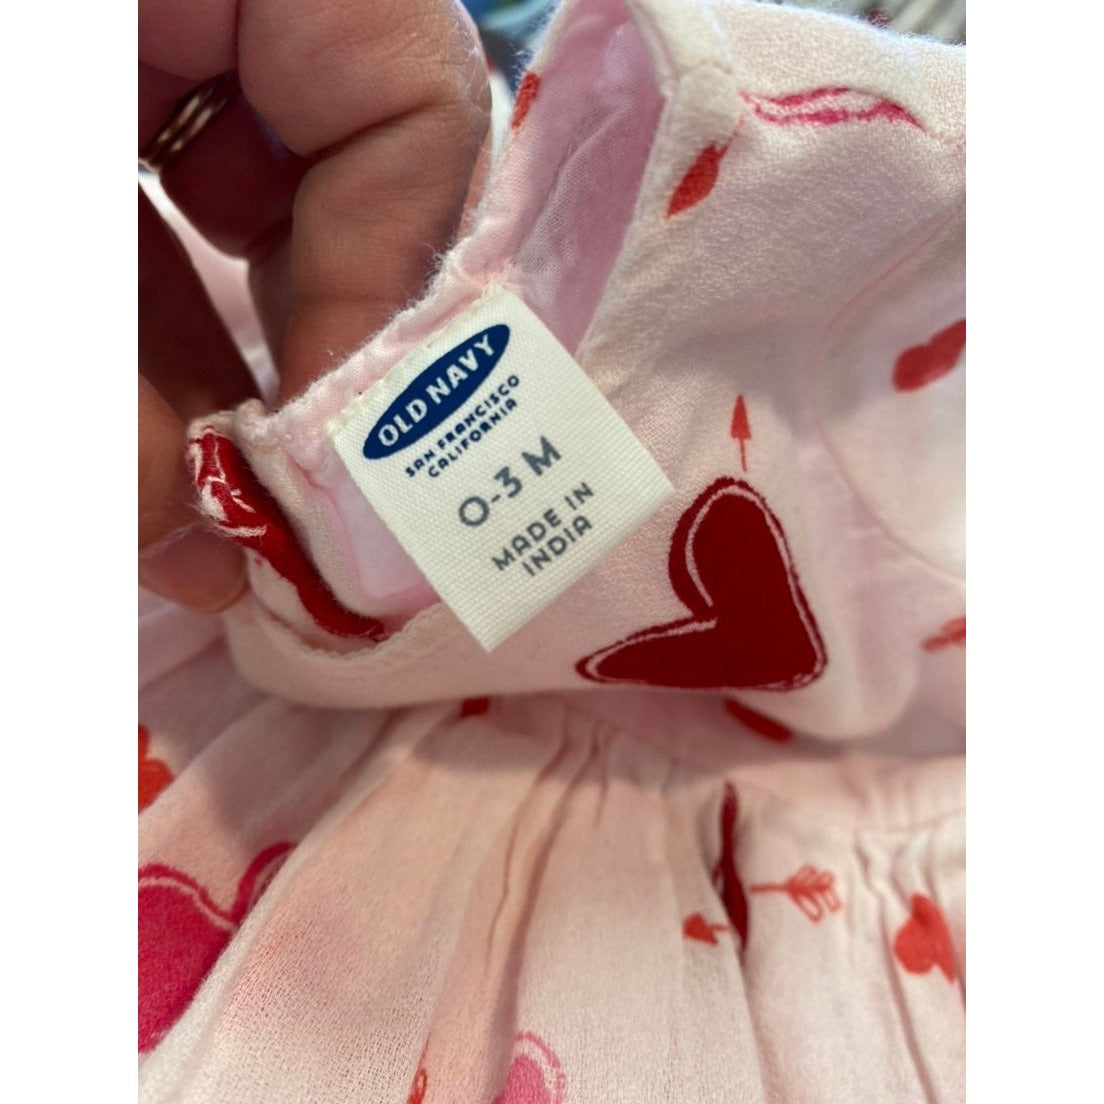 OLD NAVY
SAN FRANCISCO
CALIFORNIA
0-3 M
MADE IN
INDIA